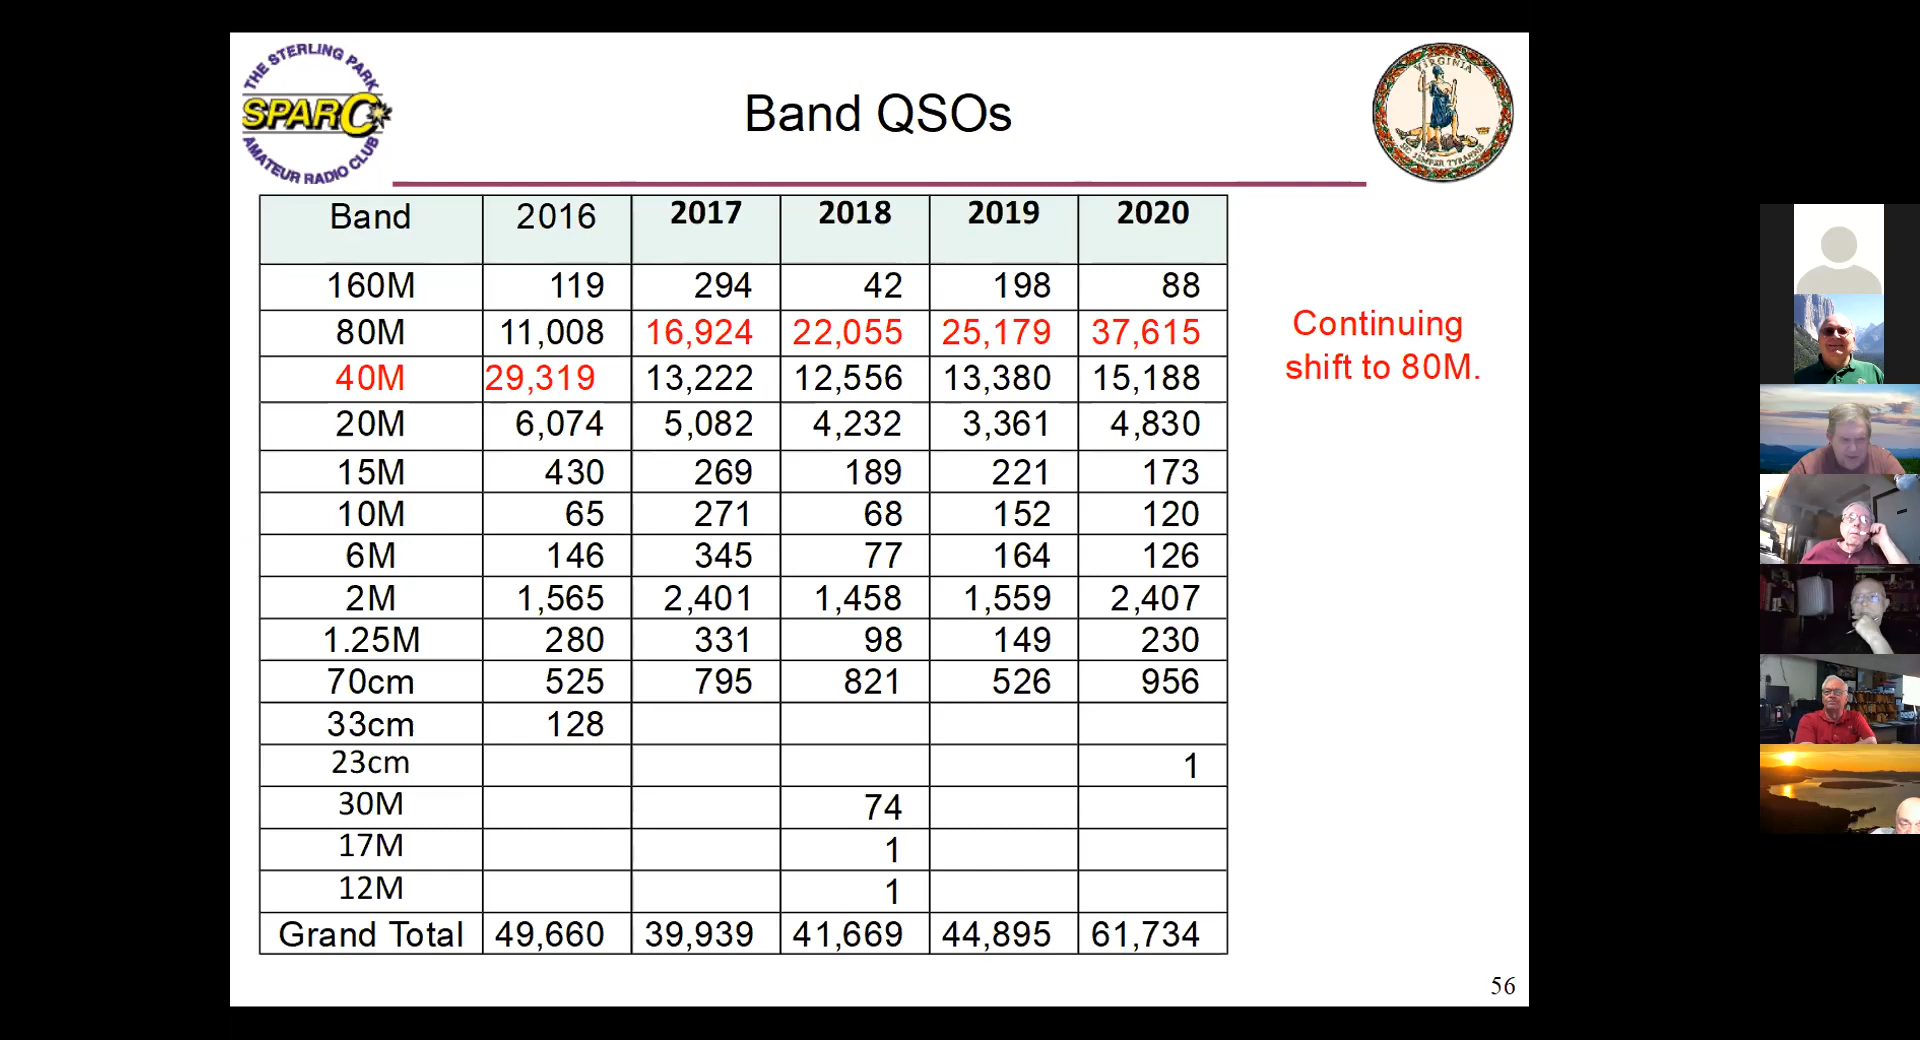 THE STERLING PARK
SPARC
AMATEUR RADIO CLUB
Band QSOs
VIRGINIA
SIC SEMPER TYRANNIS
Band 2016 2017 2018 2019 2020
160M 119 294 42 198 88
80M 11,008 16,924 22,055 25,179 37,615
40M 29,319 13,222 12,556 13,380 15,188
20M 6,074 5,082 4,232 3,361 4,830
15M 430 269 189 221 173
10M 65 271 68 152 120
6M 146 345 77 164 126
2M 1,565 2,401 1,458 1,559 2,407
1.25M 280 331 98 149 230
70cm 525 795 821 526 956
33cm 128
23cm 1
30M 74
17M 1
12M 1
Grand Total 49,660 39,939 41,669 44,895 61,734
Continuing
shift to 80M.
56